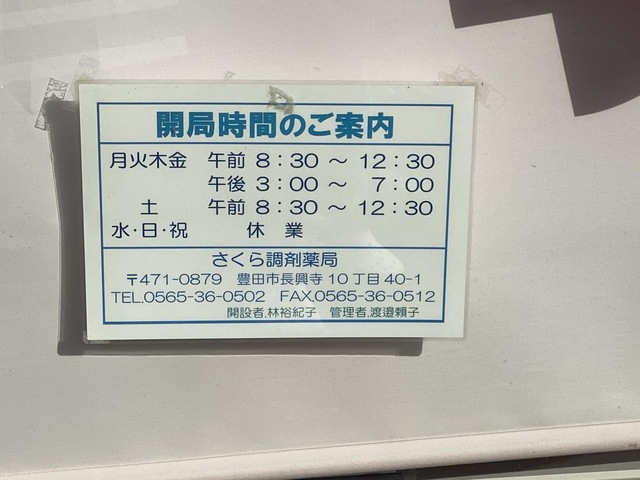 開局時間のご案内
月火木金 午前 8:30 ～ 12:30
午後 3:00 ～ 7:00
土 午前 8:30 ～ 12:30
水・日・祝 休業
さくら調剤薬局
〒471-0879 豊田市長興寺10丁目40-1
TEL.0565-36-0502 FAX.0565-36-0512
開設者.林裕紀子 管理者.渡邉頼子